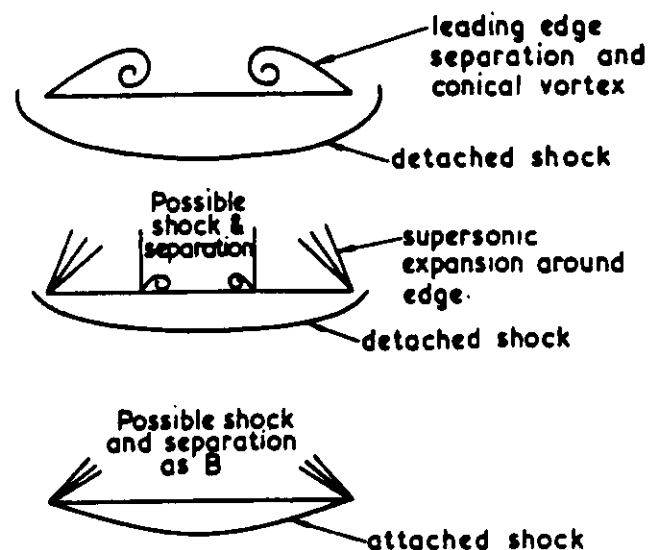 leading edge
separation and
conical vortex
detached shock
Possible
shock &
separation
supersonic
expansion around
edge.
detached shock
Possible shock
and separation
as B
attached shock